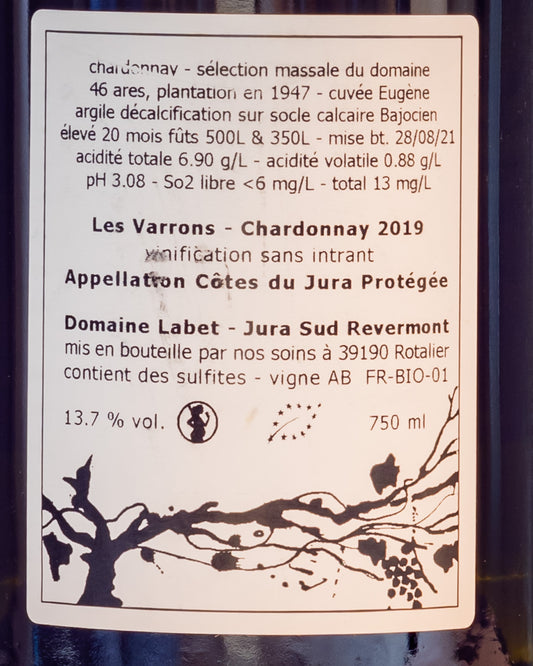 chardonnay - sélection massale du domaine
46 ares, plantation en 1947 - cuvée Eugène
argile décalcification sur socle calcaire Bajocien
élevé 20 mois fûts 500L & 350L - mise bt. 28/08/21
acidité totale 6.90 g/L - acidité volatile 0.88 g/L
pH 3.08 - So2 libre <6 mg/L - total 13 mg/L
Les Varrons - Chardonnay 2019
vinification sans intrant
Appellation Côtes du Jura Protégée
Domaine Labet - Jura Sud Revermont
mis en bouteille par nos soins à 39190 Rotalier
contient des sulfites - vigne AB FR-BIO-01
13.7 % vol. 750 ml